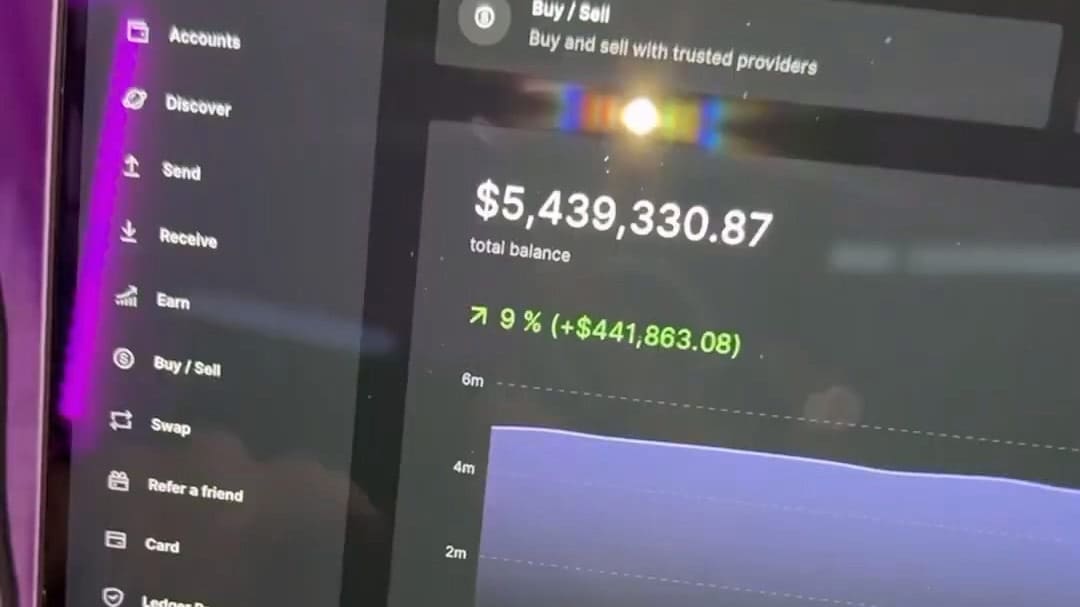 Accounts
Discover
Send
Receive
Earn
Buy / Sell
Swap
Refer a friend
Card
Ledger
Buy / Sell
Buy and sell with trusted providers
$5,439,330.87
total balance
9 % (+$441,863.08)
6m
4m
2m